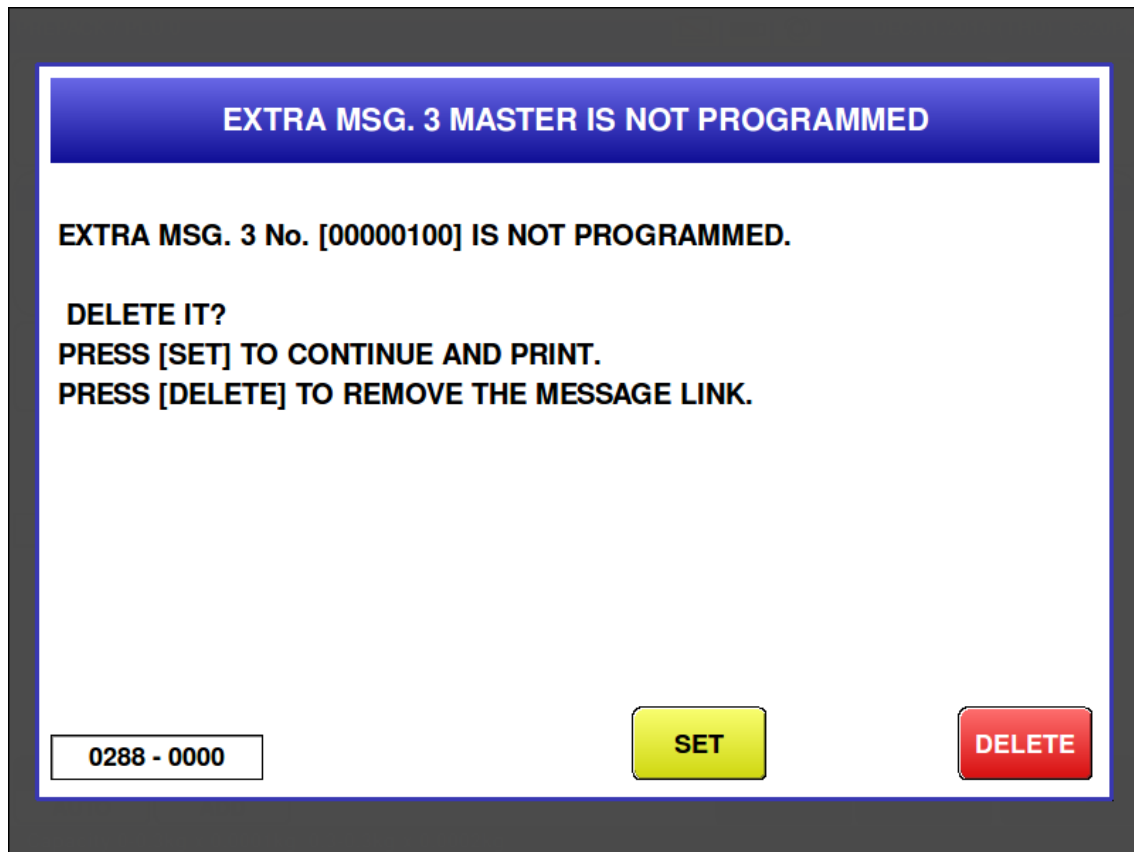 EXTRA MSG. 3 MASTER IS NOT PROGRAMMED
EXTRA MSG. 3 No. [00000100] IS NOT PROGRAMMED.
DELETE IT?
PRESS [SET] TO CONTINUE AND PRINT.
PRESS [DELETE] TO REMOVE THE MESSAGE LINK.
0288 - 0000
SET
DELETE